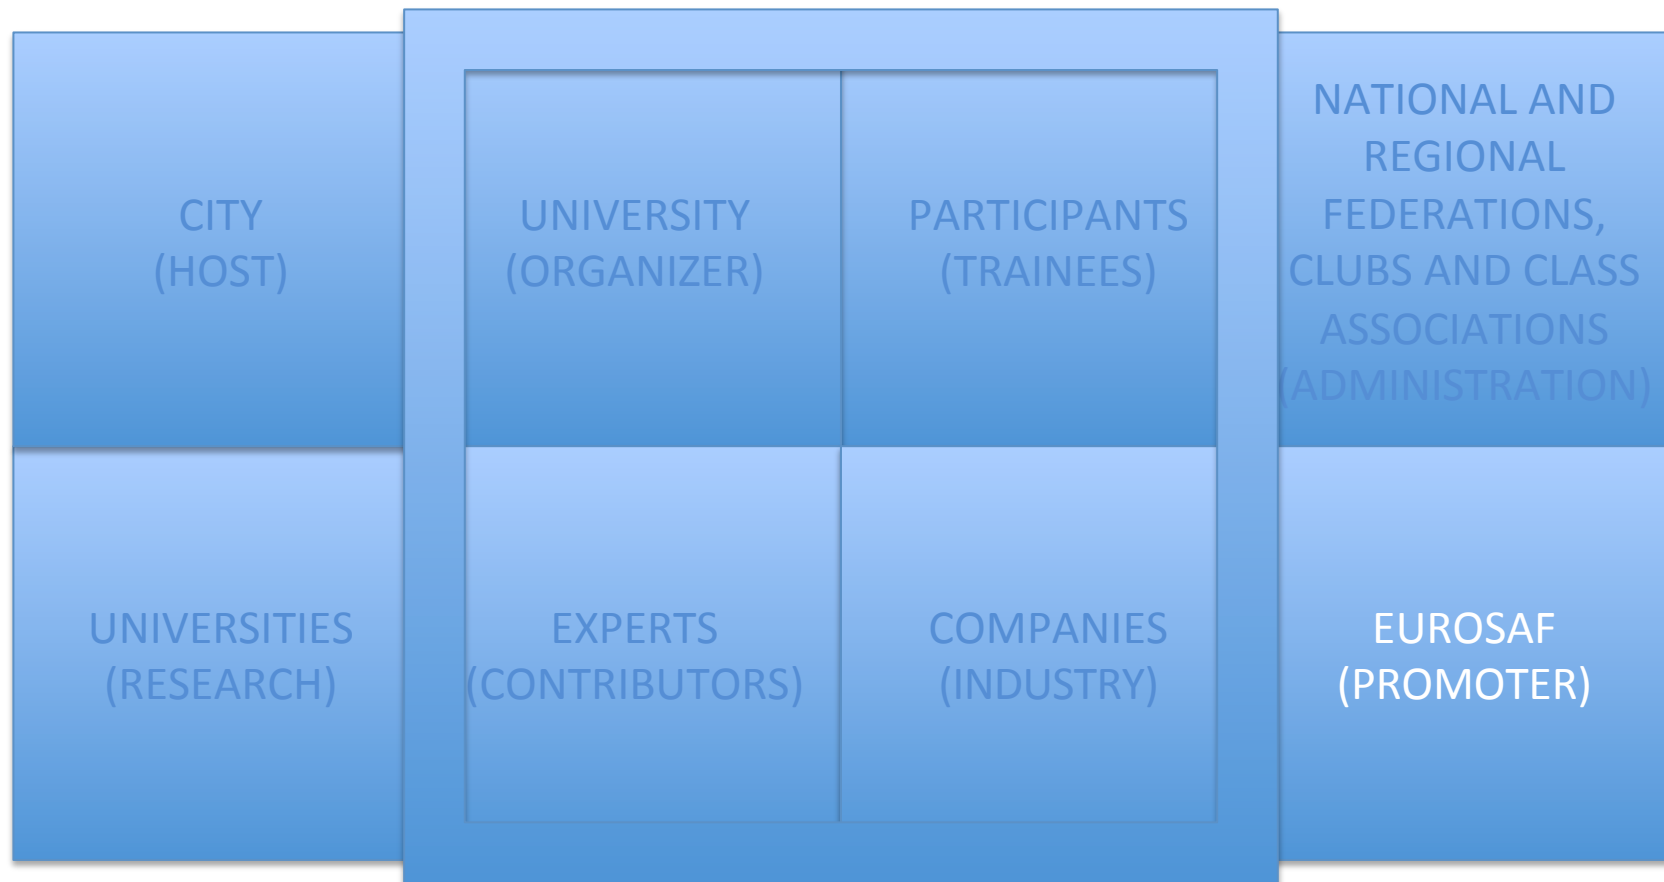 CITY
(HOST)
UNIVERSITY
(ORGANIZER)
PARTICIPANTS
(TRAINEES)
NATIONAL AND
REGIONAL
FEDERATIONS,
CLUBS AND CLASS
ASSOCIATIONS
(ADMINISTRATION)
UNIVERSITIES
(RESEARCH)
EXPERTS
(CONTRIBUTORS)
COMPANIES
(INDUSTRY)
EUROSAF
(PROMOTER)